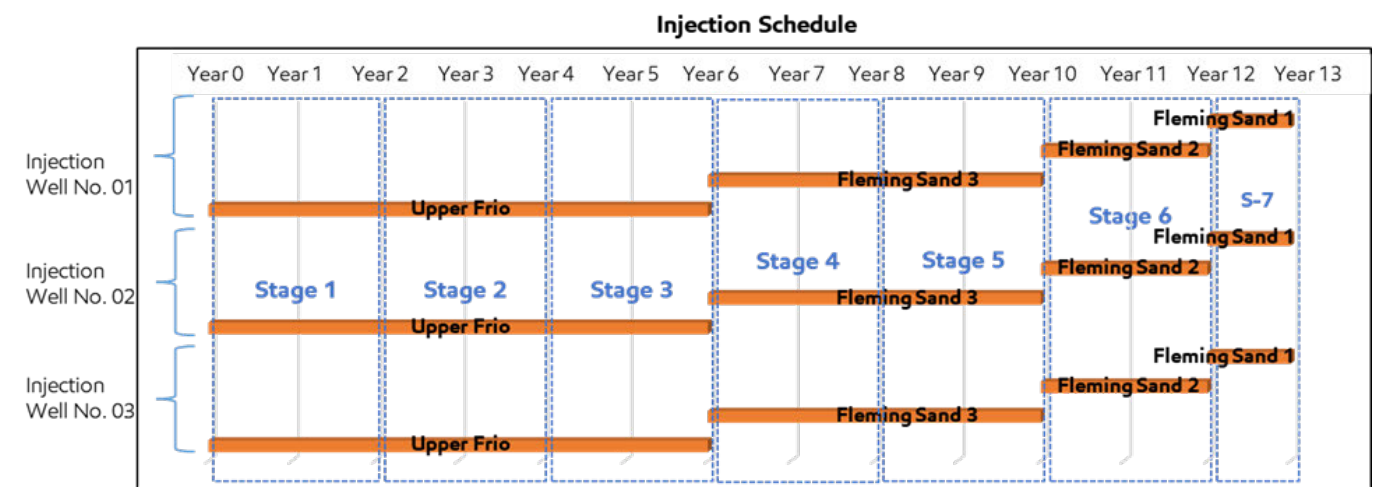 Injection Schedule
Year 0 Year 1 Year 2 Year 3 Year 4 Year 5 Year 6 Year 7 Year 8 Year 9 Year 10 Year 11 Year 12 Year 13
Fleming Sand 1
Fleming Sand 2
Injection
Well No. 01
Fleming Sand 3
Upper Frio
S-7
Stage 6
Fleming Sand 1
Stage 4
Stage 5
Fleming Sand 2
Injection
Well No. 02
Stage 1
Stage 2
Stage 3
Fleming Sand 3
Upper Frio
Fleming Sand 1
Fleming Sand 2
Injection
Well No. 03
Fleming Sand 3
Upper Frio